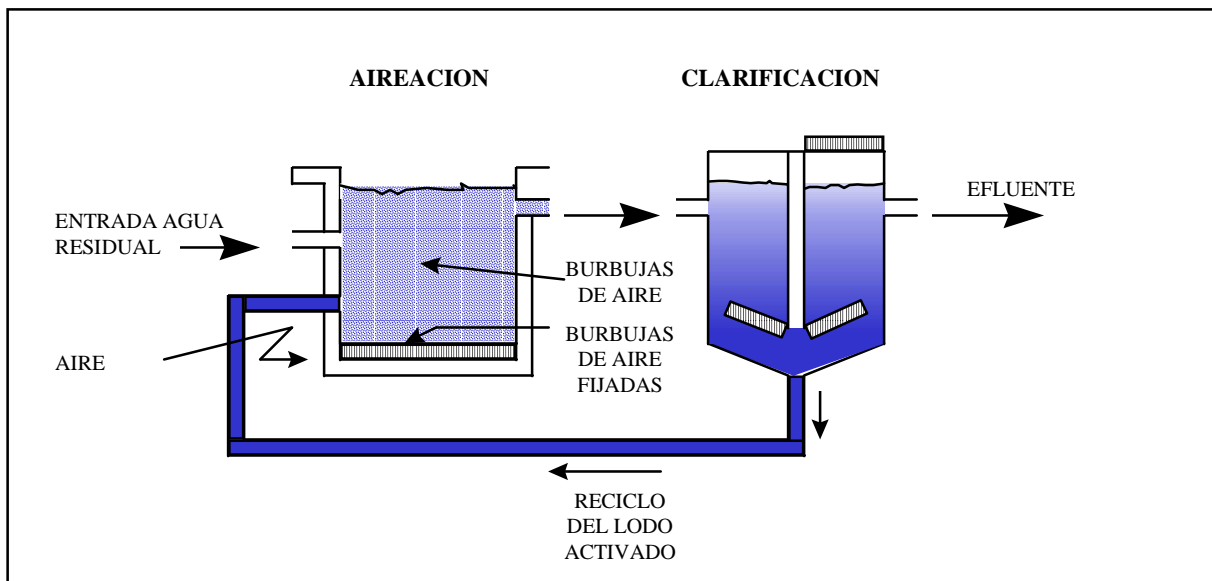 AIREACION
CLARIFICACION
ENTRADA AGUA
RESIDUAL
EFLUENTE
BURBUJAS
DE AIRE
BURBUJAS
DE AIRE
FIJADAS
AIRE
RECICLO
DEL LODO
ACTIVADO